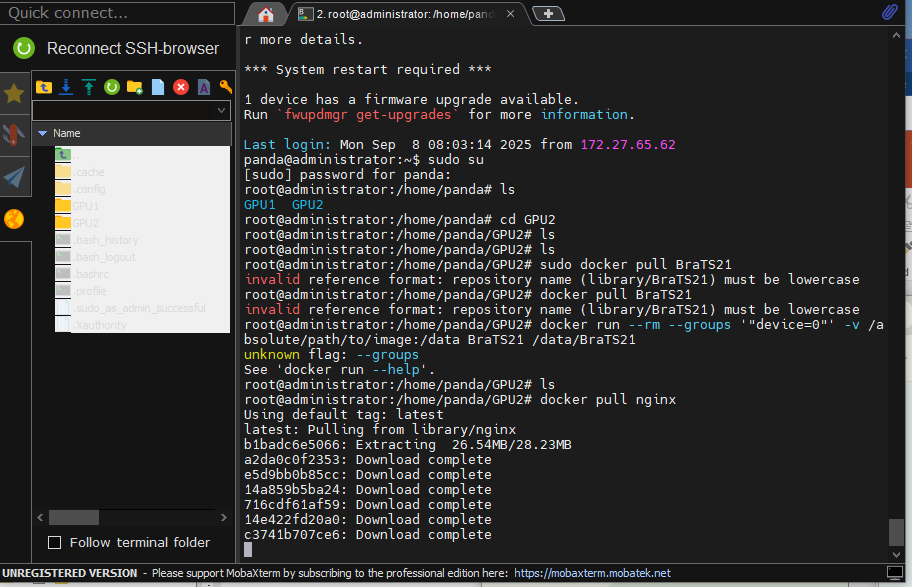 Quick connect...
2. root@administrator: /home/pand
Reconnect SSH-browser
Name
..
.cache
.config
GPU1
GPU2
.bash_history
.bash_logout
.bashrc
.profile
.sudo_as_admin_successful
.Xauthority
Follow terminal folder
r more details.
*** System restart required ***
1 device has a firmware upgrade available.
Run `fwupdmgr get-upgrades` for more information.
Last login: Mon Sep  8 08:03:14 2025 from 172.27.65.62
panda@administrator:~$ sudo su
[sudo] password for panda:
root@administrator:/home/panda# ls
GPU1  GPU2
root@administrator:/home/panda# cd GPU2
root@administrator:/home/panda/GPU2# ls
root@administrator:/home/panda/GPU2# ls
root@administrator:/home/panda/GPU2# sudo docker pull BraTS21
invalid reference format: repository name (library/BraTS21) must be lowercase
root@administrator:/home/panda/GPU2# docker pull BraTS21
invalid reference format: repository name (library/BraTS21) must be lowercase
root@administrator:/home/panda/GPU2# docker run --rm --groups '"device=0"' -v /a
bsolute/path/to/image:/data BraTS21 /data/BraTS21
unknown flag: --groups
See 'docker run --help'.
root@administrator:/home/panda/GPU2# ls
root@administrator:/home/panda/GPU2# docker pull nginx
Using default tag: latest
latest: Pulling from library/nginx
b1badc6e5066: Extracting  26.54MB/28.23MB
a2da0c0f2353: Download complete
e5d9bb0b85cc: Download complete
14a859b5ba24: Download complete
716cdf61af59: Download complete
14e422fd20a0: Download complete
c3741b707ce6: Download complete
UNREGISTERED VERSION - Please support MobaXterm by subscribing to the professional edition here: https://mobaxterm.mobatek.net